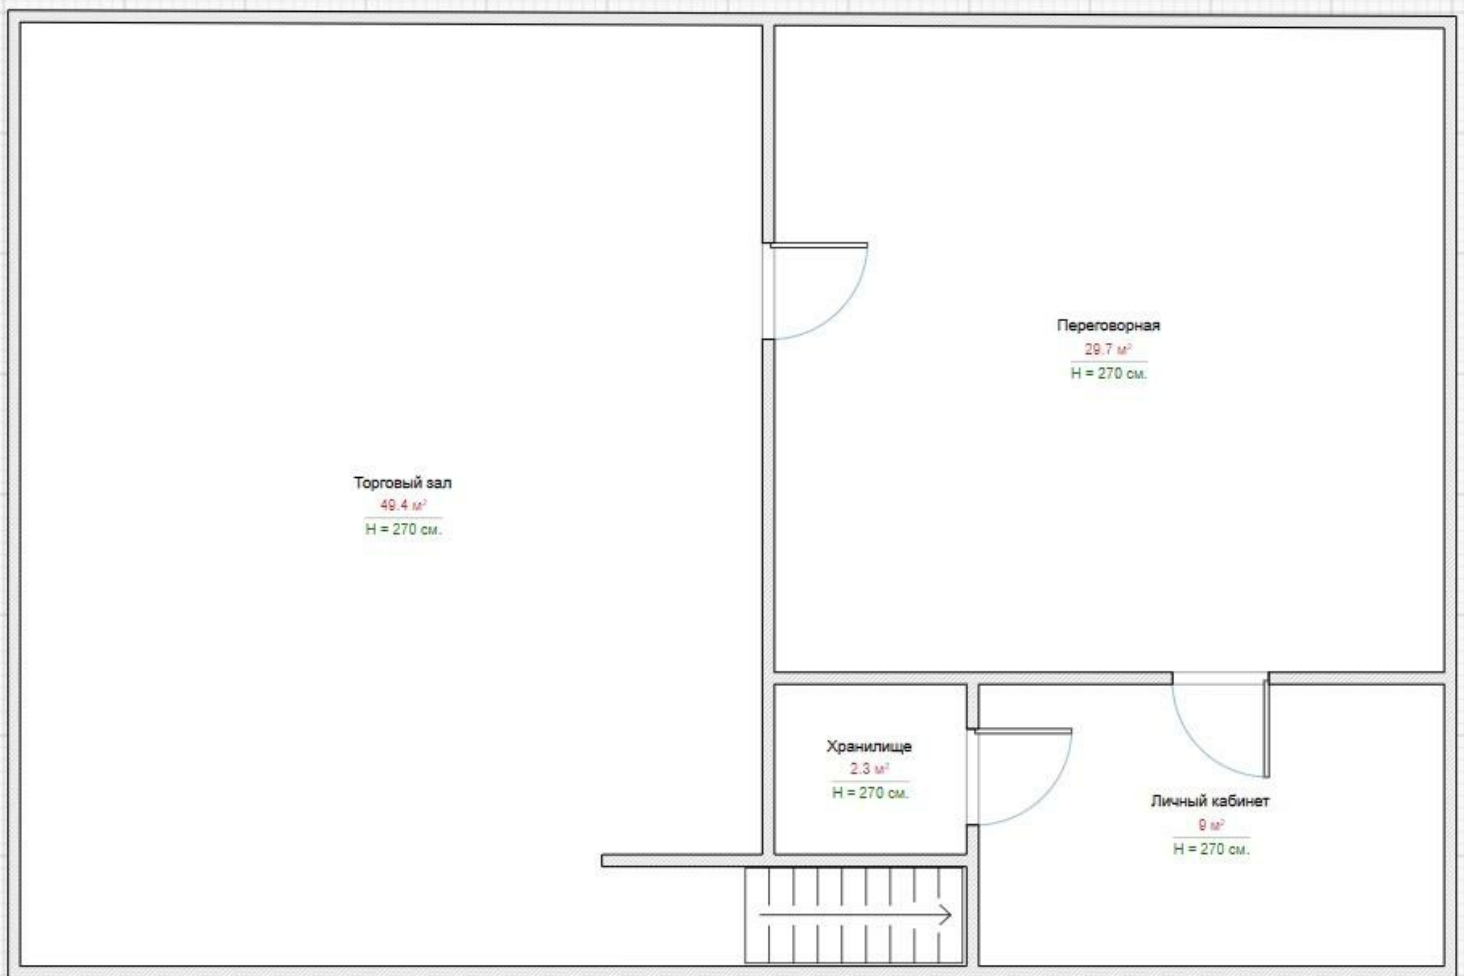 Торговый зал
49.4 м²
H = 270 см.
Переговорная
29.7 м²
H = 270 см.
Хранилище
2.3 м²
H = 270 см.
Личный кабинет
9 м²
H = 270 см.